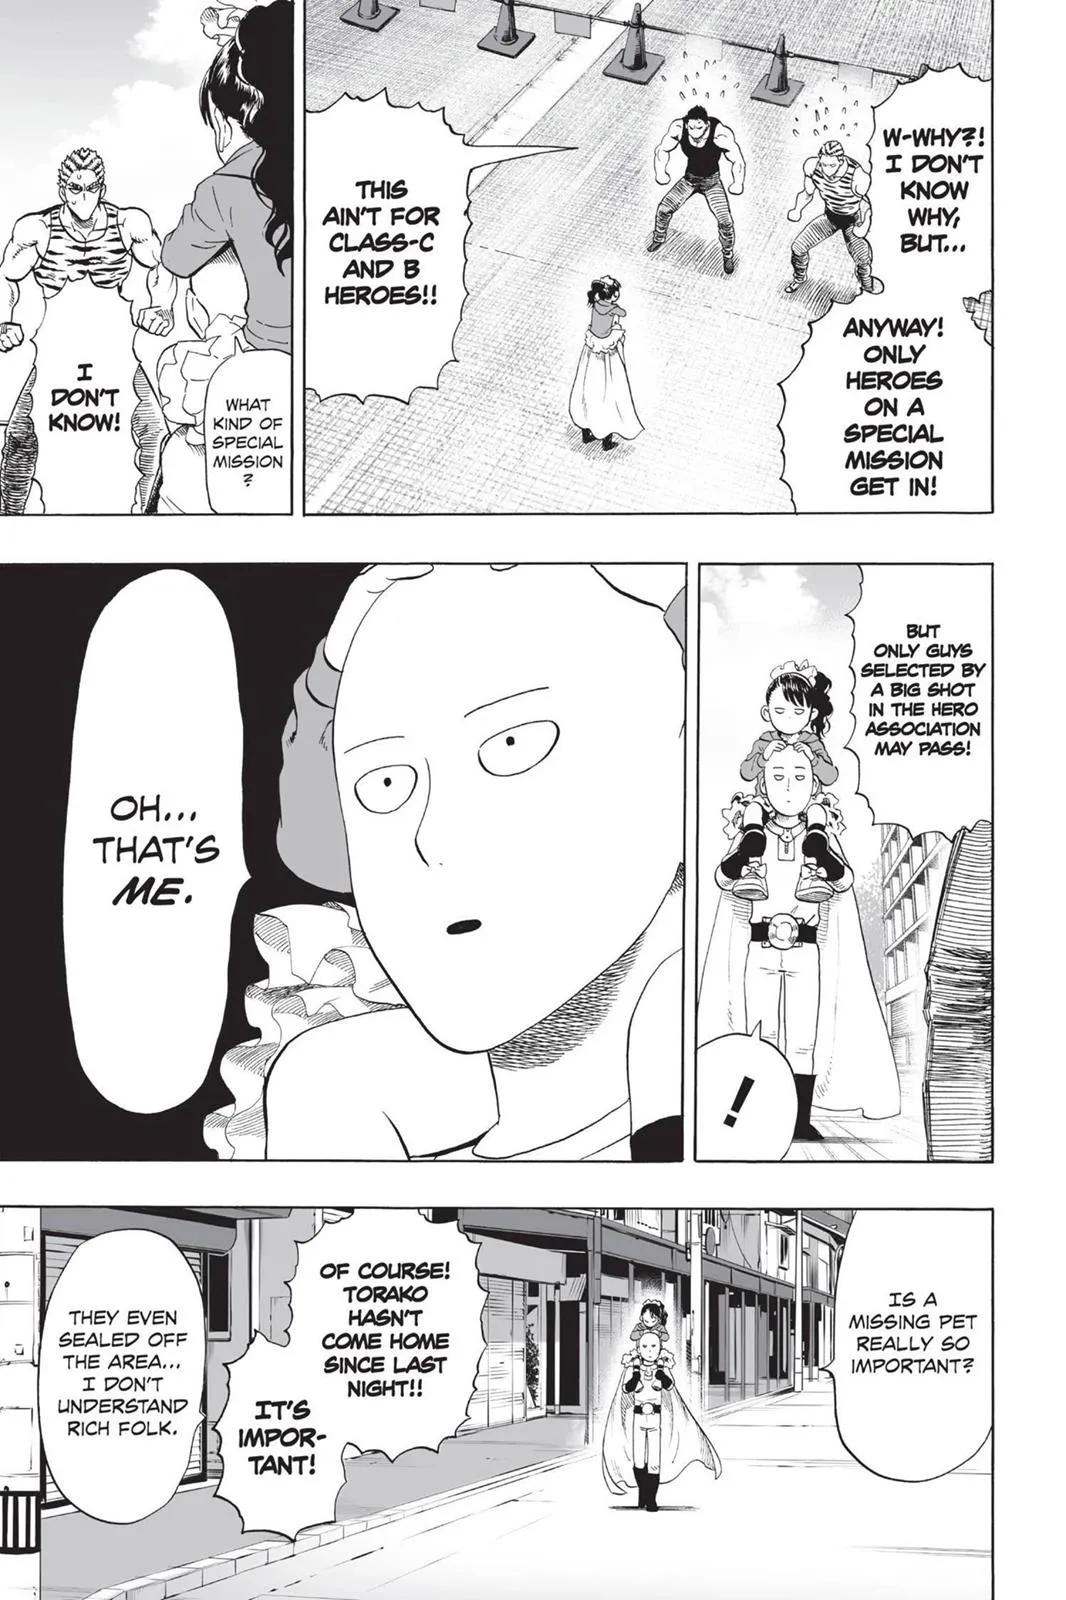 W-WHY?!
I DON'T
KNOW
WHY,
BUT...
ANYWAY!
ONLY
HEROES
ON A
SPECIAL
MISSION
GET IN!
THIS
AIN'T FOR
CLASS-C
AND B
HEROES!!
WHAT
KIND OF
SPECIAL
MISSION
?
I
DON'T
KNOW!
BUT
ONLY GUYS
SELECTED BY
A BIG SHOT
IN THE HERO
ASSOCIATION
MAY PASS!
!
OH...
THAT'S
ME.
IS A
MISSING PET
REALLY SO
IMPORTANT?
OF COURSE!
TORAKO
HASN'T
COME HOME
SINCE LAST
NIGHT!!
IT'S
IMPOR-
TANT!
THEY EVEN
SEALED OFF
THE AREA...
I DON'T
UNDERSTAND
RICH FOLK.